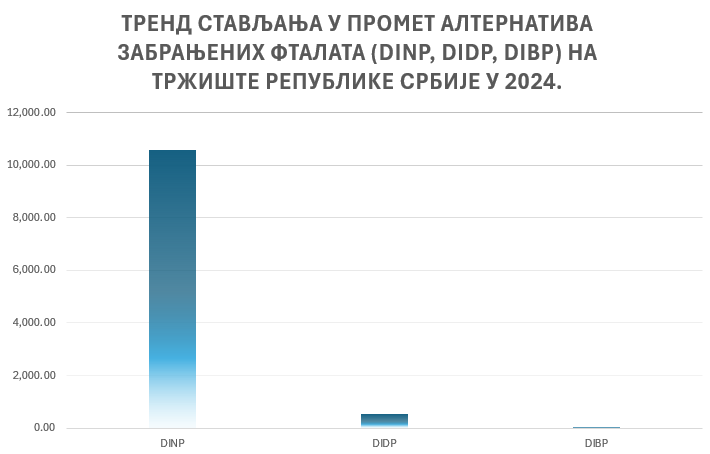 ТРЕНД СТАВЉАЊА У ПРОМЕТ АЛТЕРНАТИВА
ЗАБРАЊЕНИХ ФТАЛАТА (DINP, DIDP, DIBP) НА
ТРЖИШТЕ РЕПУБЛИКЕ СРБИЈЕ У 2024.
12,000.00
10,000.00
8,000.00
6,000.00
4,000.00
2,000.00
0.00
DINP
DIDP
DIBP